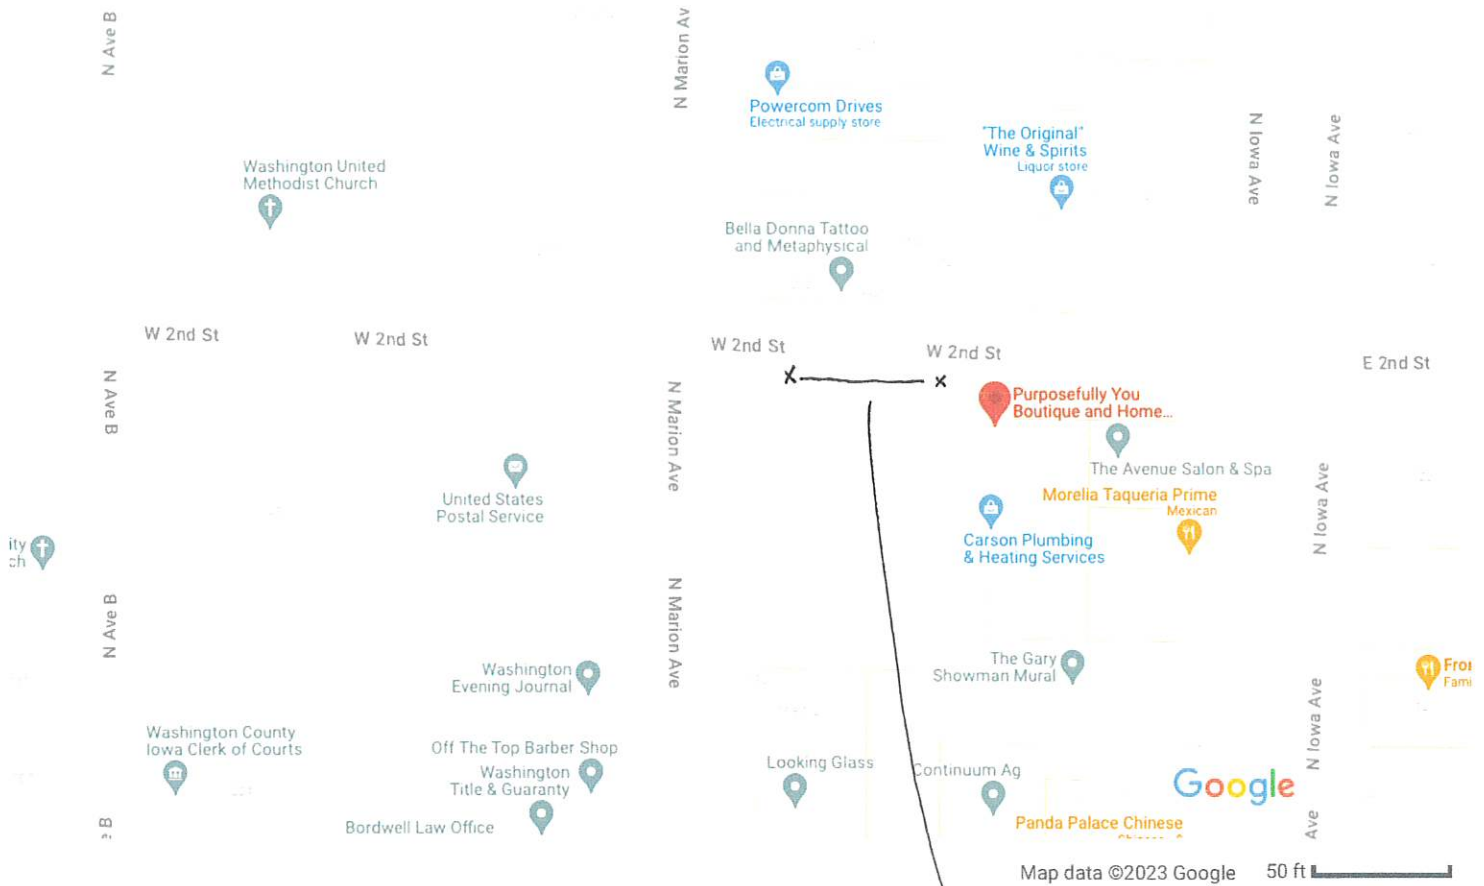 N Ave B
N Marion Av
Powercom Drives
Electrical supply store
"The Original"
Wine & Spirits
Liquor store
N Iowa Ave
N Iowa Ave
Washington United
Methodist Church
Bella Donna Tattoo
and Metaphysical
W 2nd St
W 2nd St
W 2nd St
W 2nd St
E 2nd St
X
x
N Ave B
N Marion Ave
Purposefully You
Boutique and Home...
The Avenue Salon & Spa
United States
Postal Service
Morelia Taqueria Prime
Mexican
N Iowa Ave
Carson Plumbing
& Heating Services
ity
ch
N Ave B
N Marion Ave
Washington
Evening Journal
The Gary
Showman Mural
Fro
Fami
N Iowa Ave
Washington County
Iowa Clerk of Courts
Off The Top Barber Shop
Washington
Title & Guaranty
Looking Glass
Continuum Ag
Google
Bordwell Law Office
Panda Palace Chinese
e B
Ave
Map data ©2023 Google
50 ft